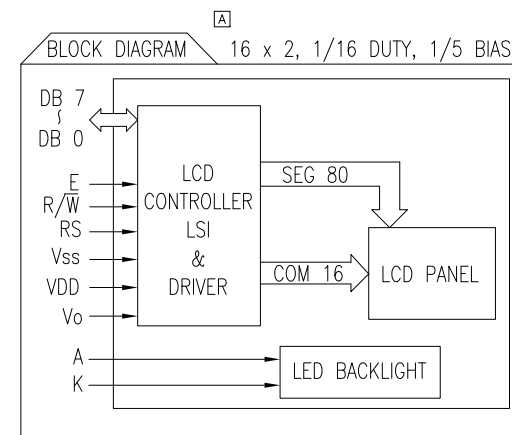 A
BLOCK DIAGRAM
16 x 2, 1/16 DUTY, 1/5 BIAS
DB 7
~
DB 0
E
R/W̅
RS
Vss
VDD
Vo
A
K
LCD
CONTROLLER
LSI
&
DRIVER
SEG 80
COM 16
LCD PANEL
LED BACKLIGHT